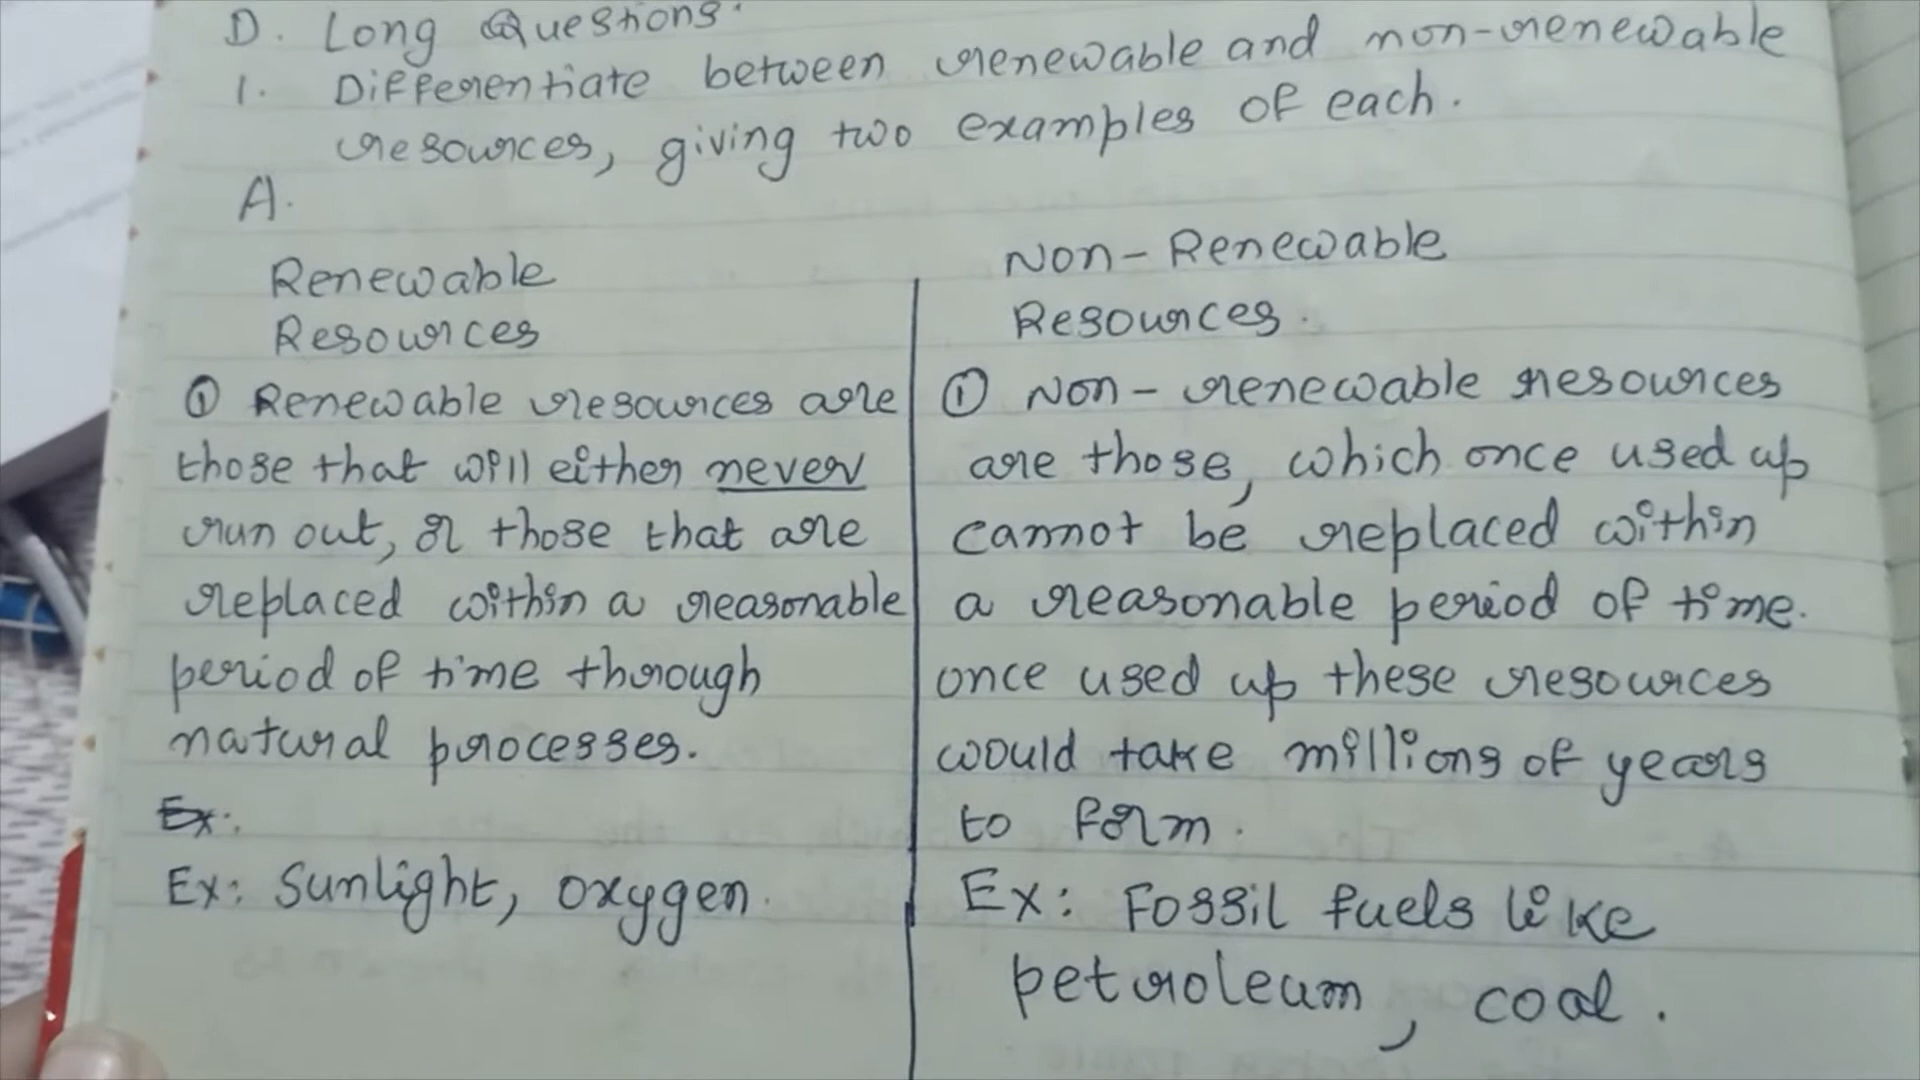 D. Long Questions.
1. Differentiate between renewable and non-renewable
resources, giving two examples of each.
A.
Renewable
Resources
① Renewable resources are
those that will either never
run out, or those that are
replaced within a reasonable
period of time through
natural processes.
Ex:
Ex: Sunlight, oxygen.
Non-Renewable
Resources.
① Non-renewable resources
are those, which once used up
cannot be replaced within
a reasonable period of time.
once used up these resources
would take millions of years
to form.
Ex: Fossil fuels like
petroleum, coal.